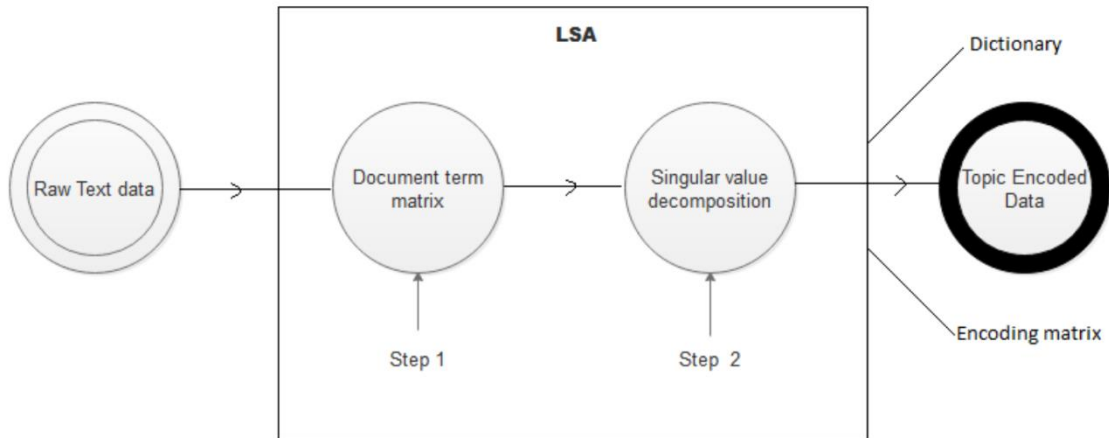 LSA
Dictionary
Raw Text data
Document term
matrix
Singular value
decomposition
Topic Encoded
Data
Encoding matrix
Step 1
Step 2